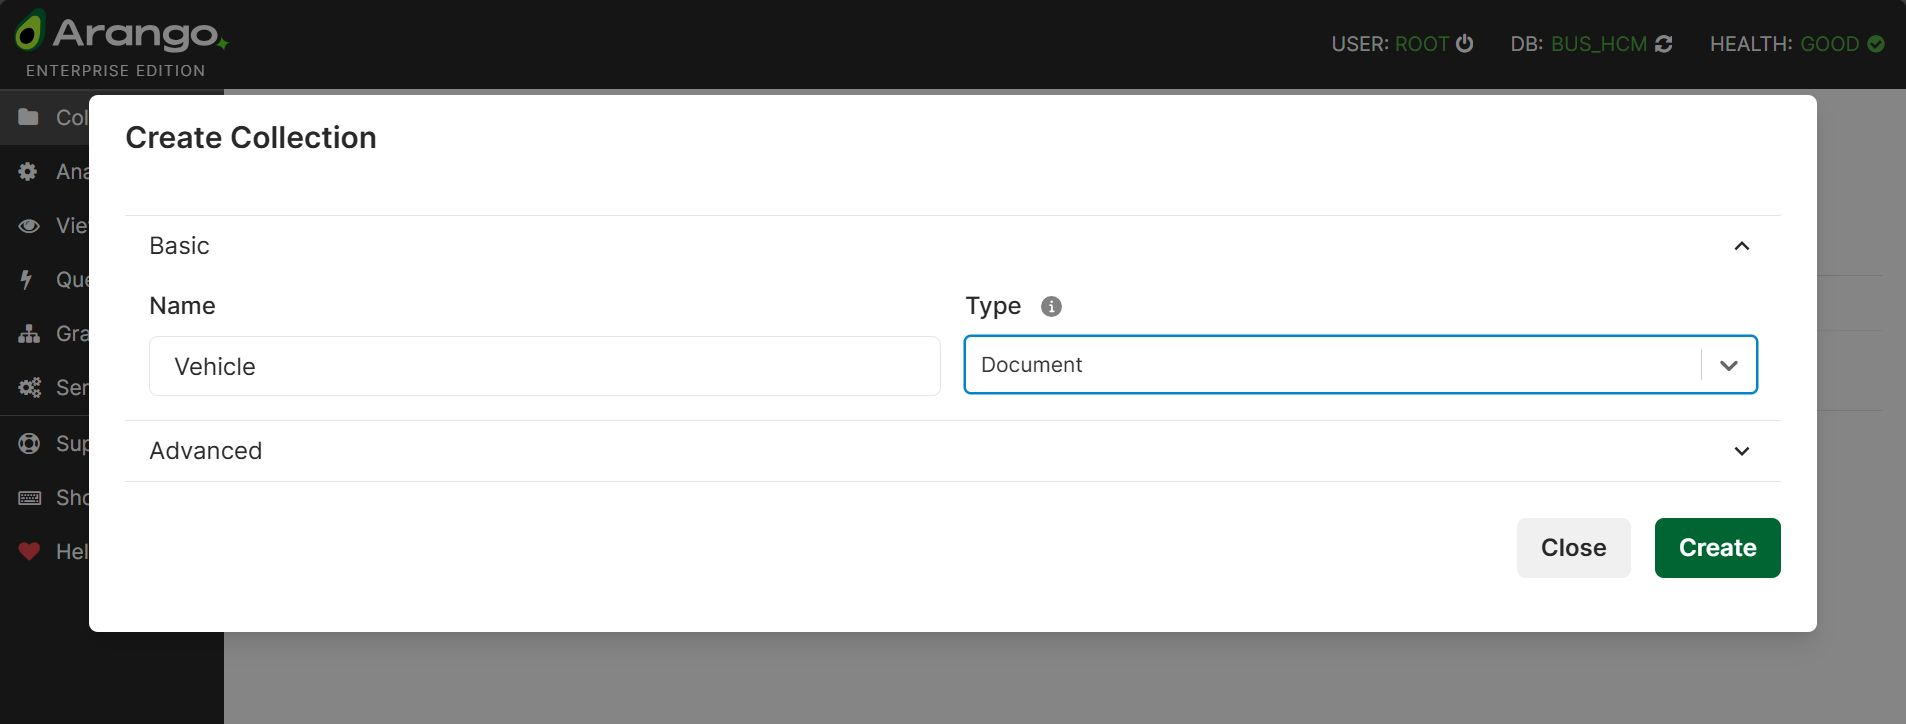 Arango
ENTERPRISE EDITION
USER: ROOT DB: BUS_HCM HEALTH: GOOD
Col
Ana
Vie
Que
Gra
Ser
Sup
Sho
Hel
Create Collection
Basic
Name
Type
Vehicle
Document
Advanced
Close
Create